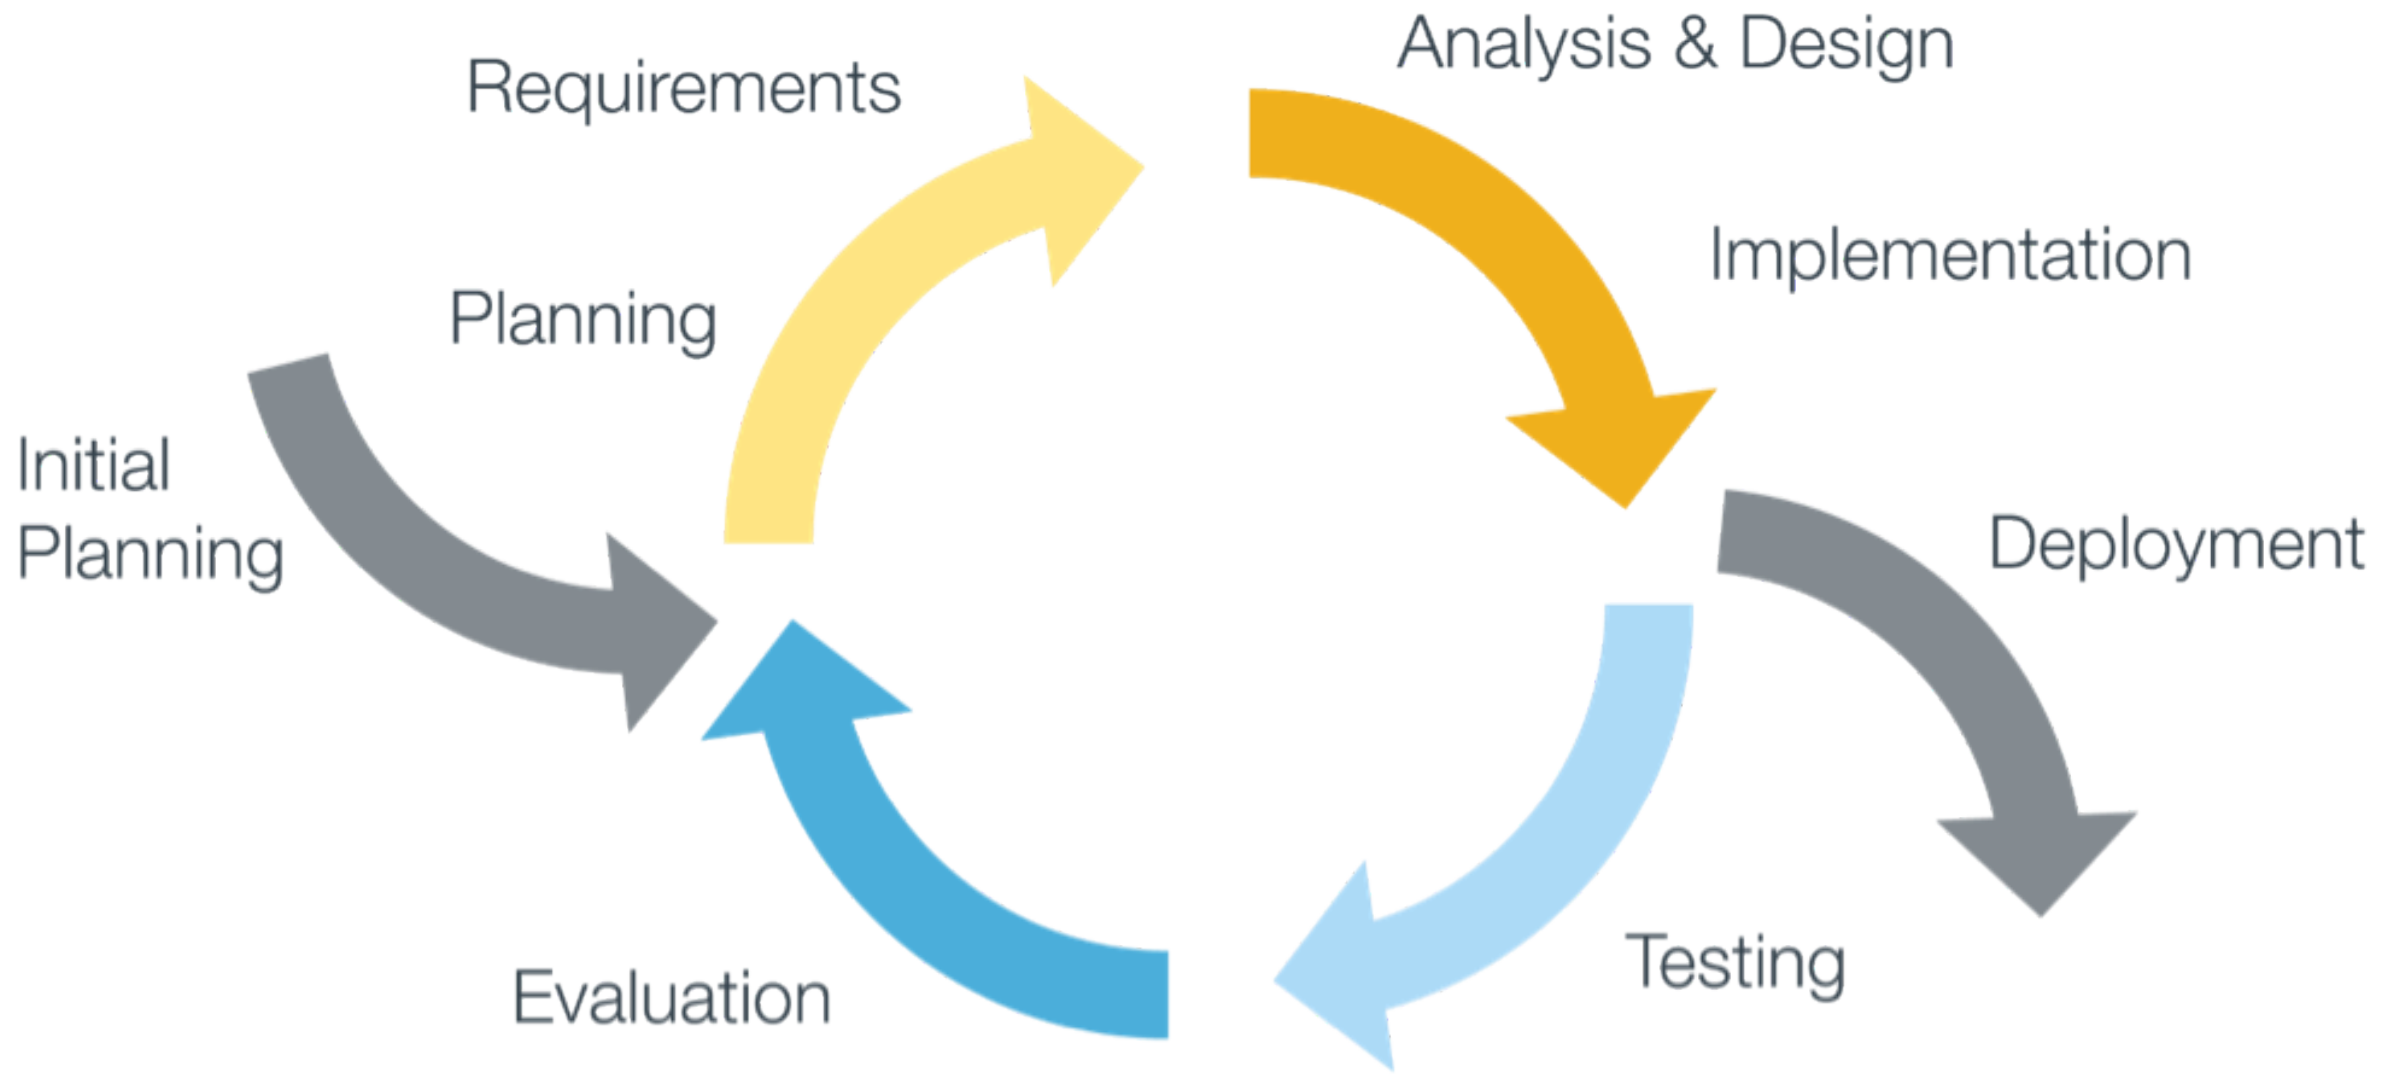 Analysis & Design
Requirements
Implementation
Planning
Initial
Planning
Deployment
Testing
Evaluation